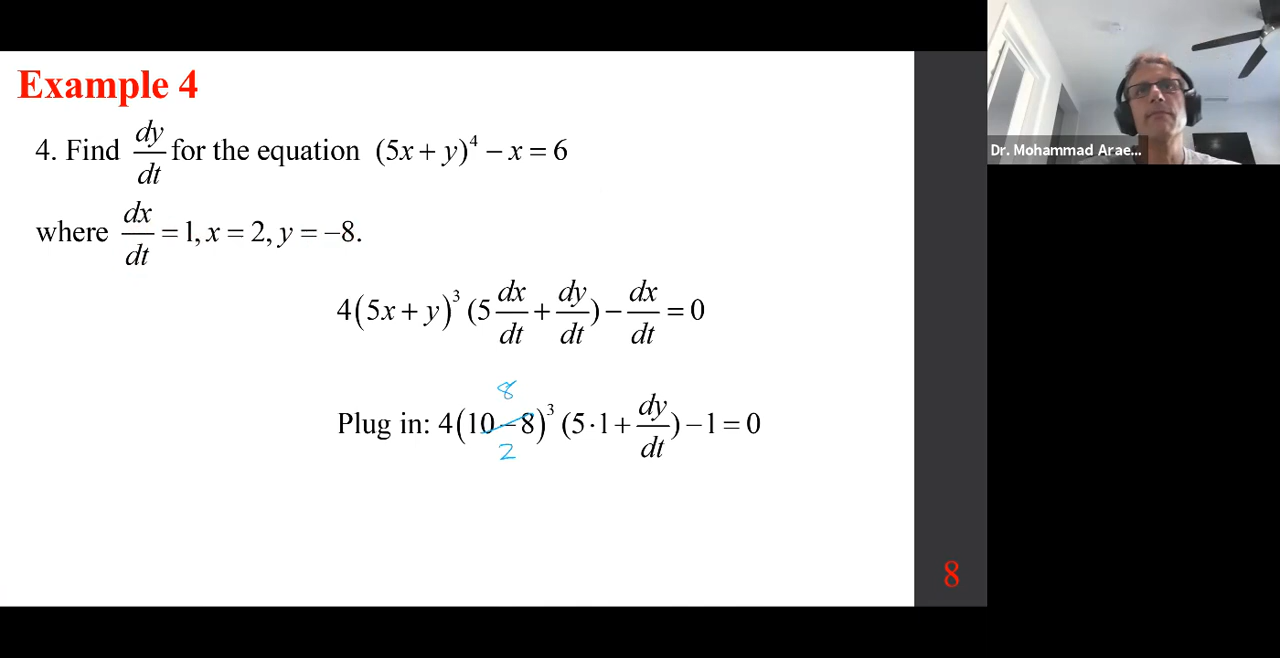 Example 4
4. Find dy/dt for the equation (5x + y)⁴ − x = 6
where dx/dt = 1, x = 2, y = −8.
4(5x + y)³ (5 dx/dt + dy/dt) − dx/dt = 0
8
Plug in: 4(10 − 8)³ (5·1 + dy/dt) − 1 = 0
2
8
Dr. Mohammad Arae...